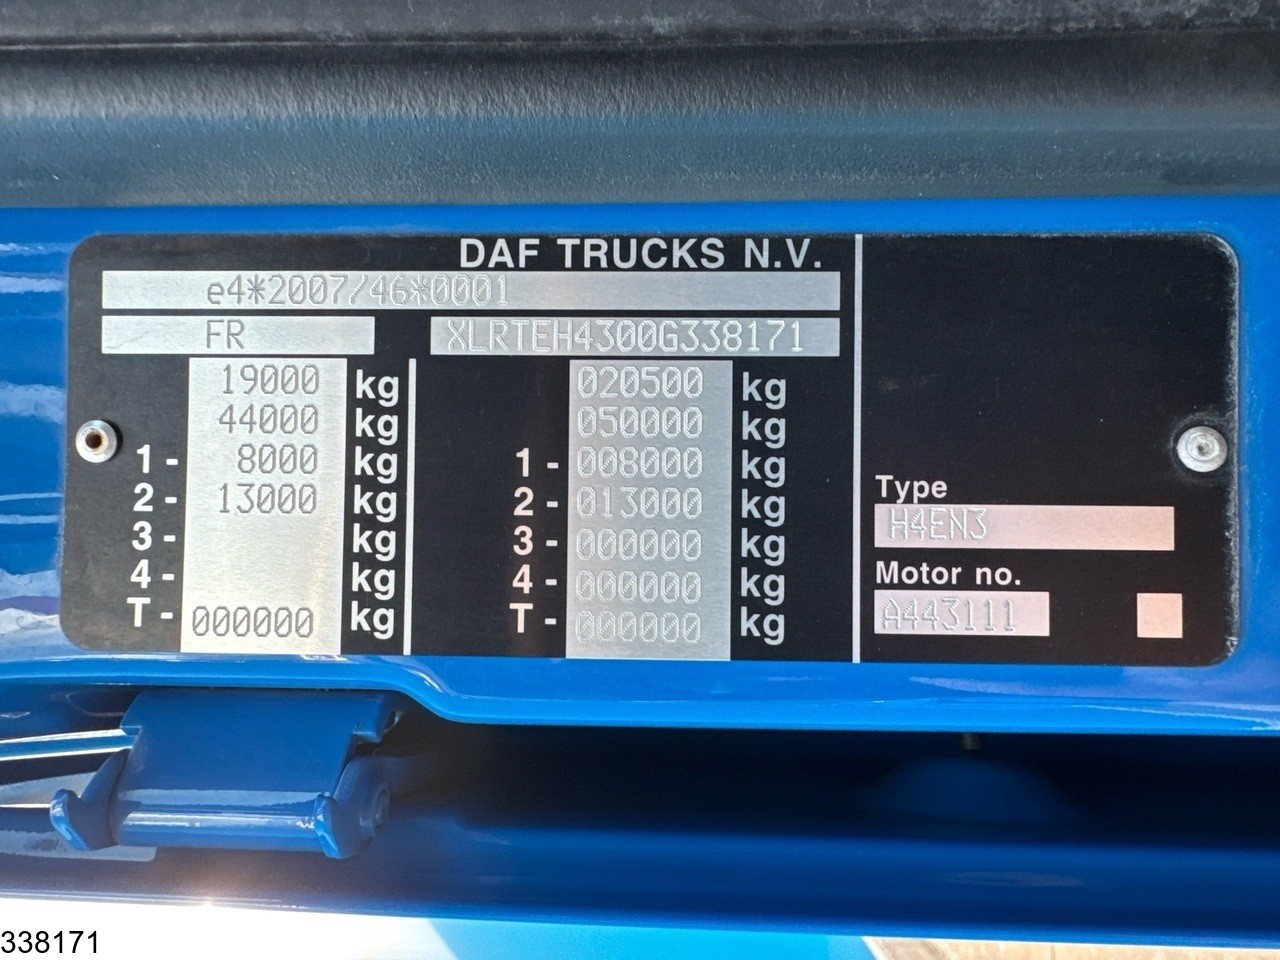 DAF TRUCKS N.V.
e4*2007/46*0001
FR XLRTEH4300G338171
19000 kg 020500 kg
44000 kg 050000 kg
1- 8000 kg 1- 008000 kg
2- 13000 kg 2- 013000 kg
3- kg 3- 000000 kg
4- kg 4- 000000 kg
T- 000000 kg T- 000000 kg
Type
H4EN3
Motor no.
A443111
338171